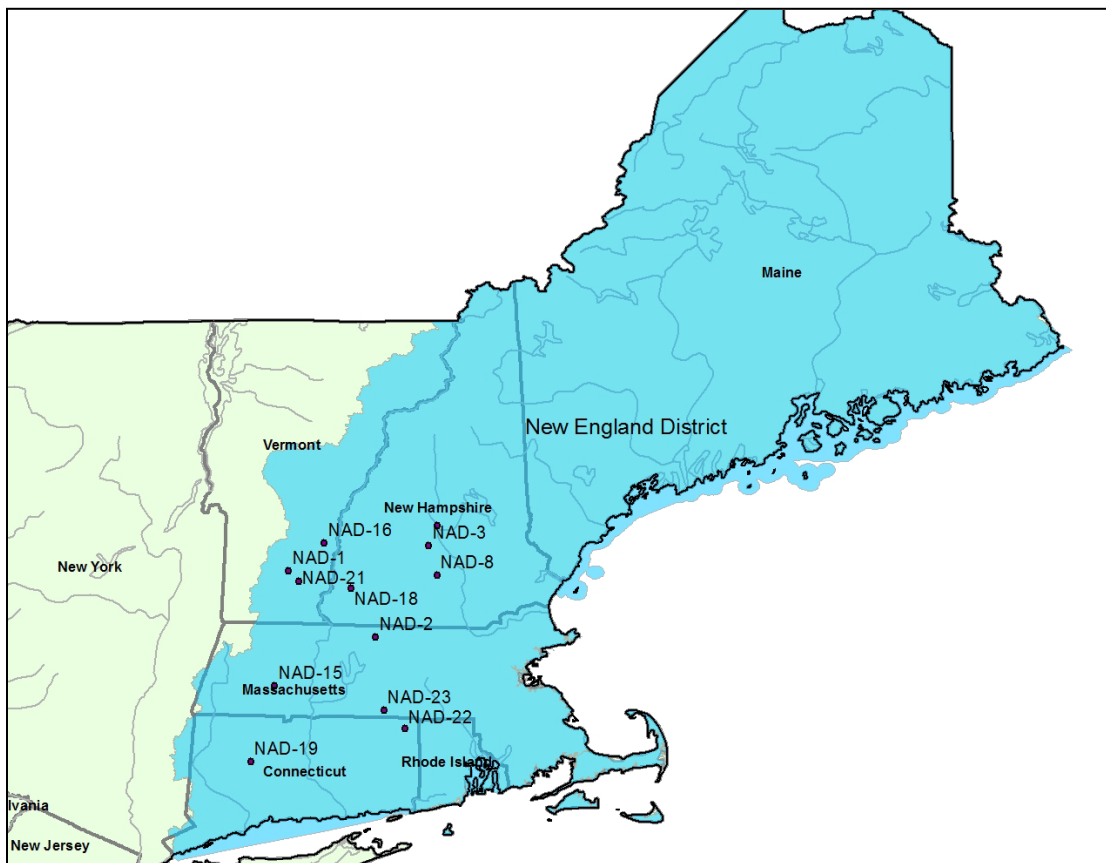 Maine
New England District
Vermont
New Hampshire
NAD-16
NAD-3
New York
NAD-1
NAD-21
NAD-8
NAD-18
NAD-2
NAD-15
Massachusetts
NAD-23
NAD-22
NAD-19
Connecticut
Rhode Island
lvania
New Jersey